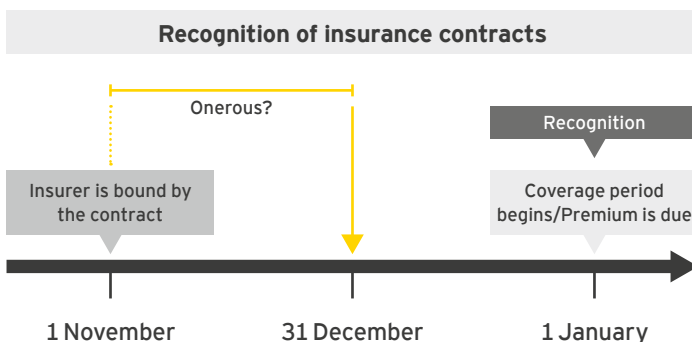 Recognition of insurance contracts
Onerous?
Recognition
Insurer is bound by
the contract
Coverage period
begins/Premium is due
1 November
31 December
1 January